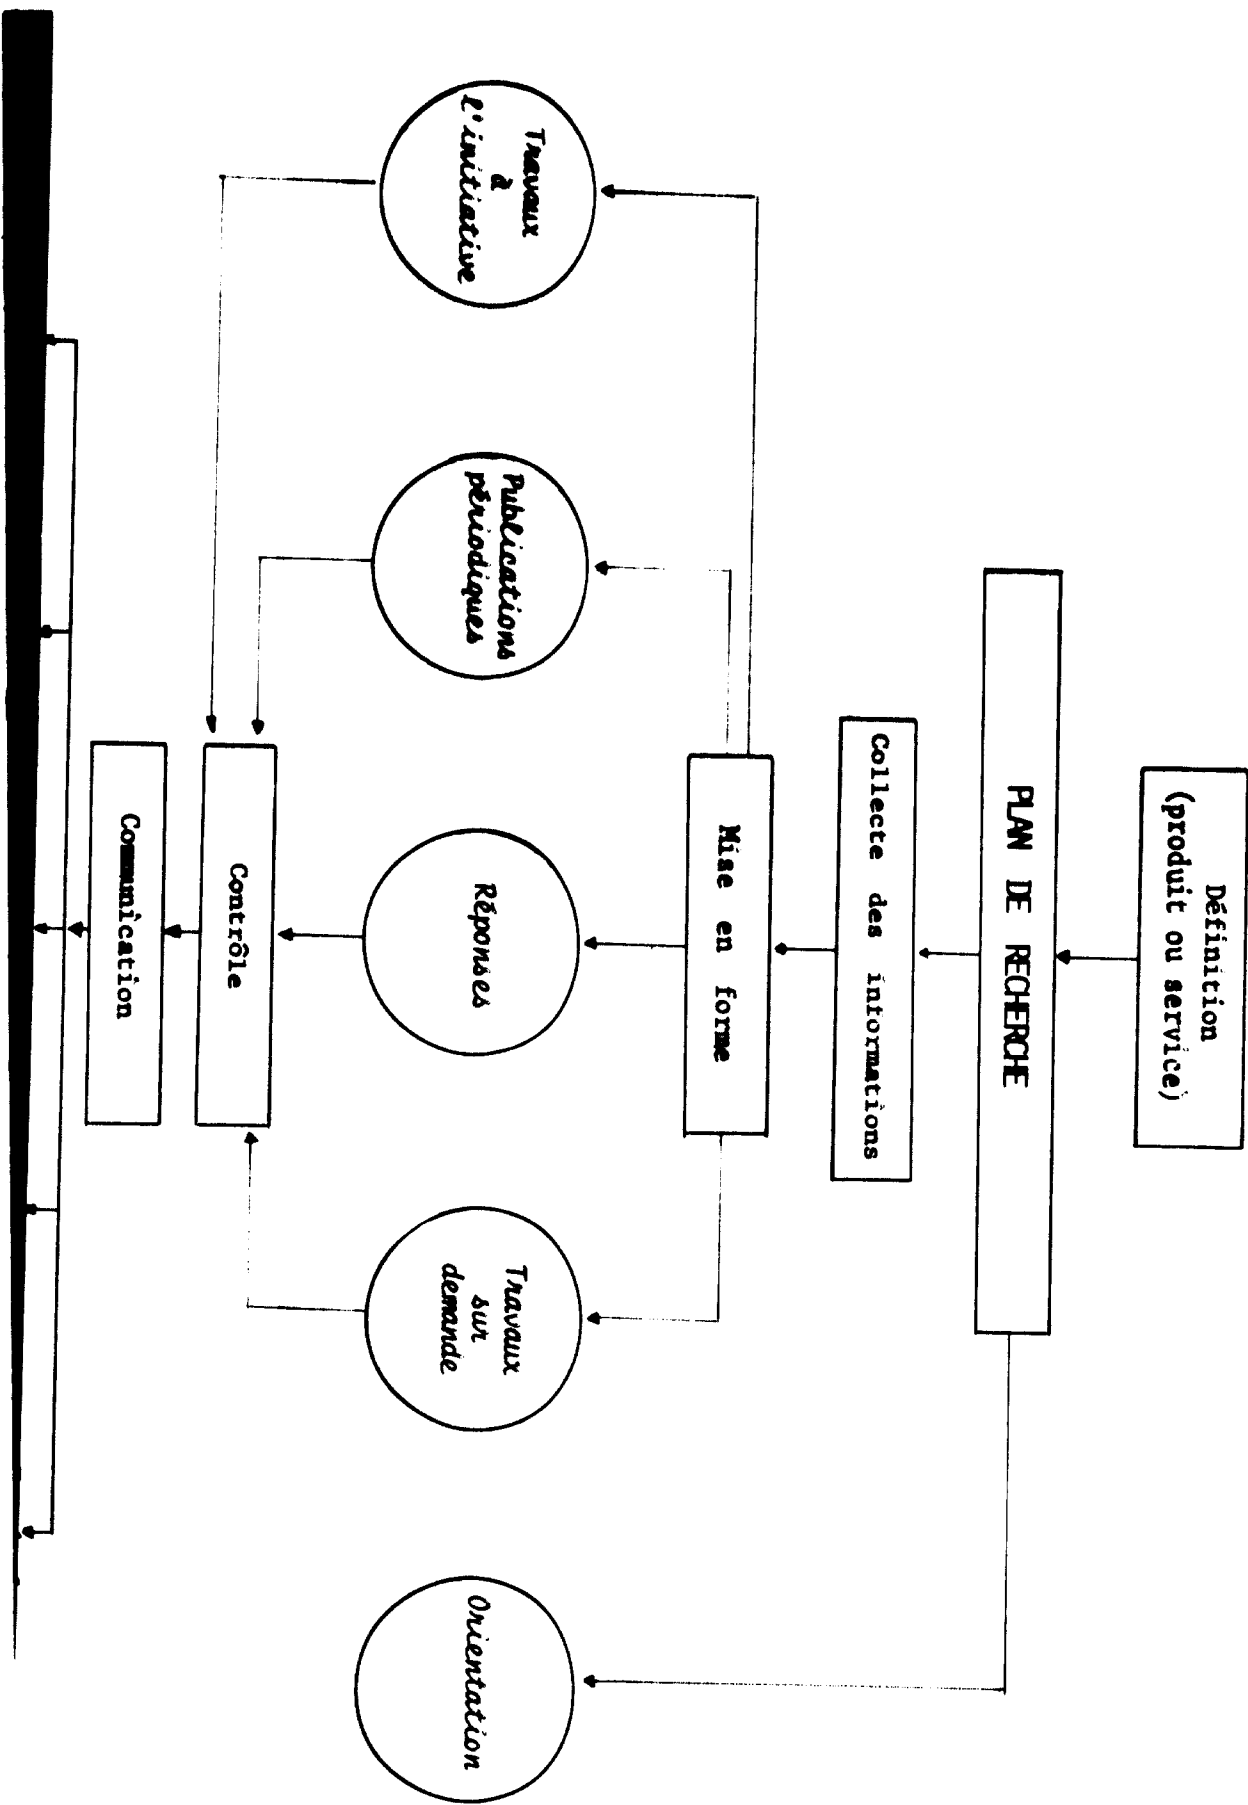 Définition
(produit ou service)
PLAN DE RECHERCHE
Collecte des informations
Mise en forme
Travaux
à
l'initiative
Publications
périodiques
Réponses
Travaux
sur
demande
Orientation
Contrôle
Communication